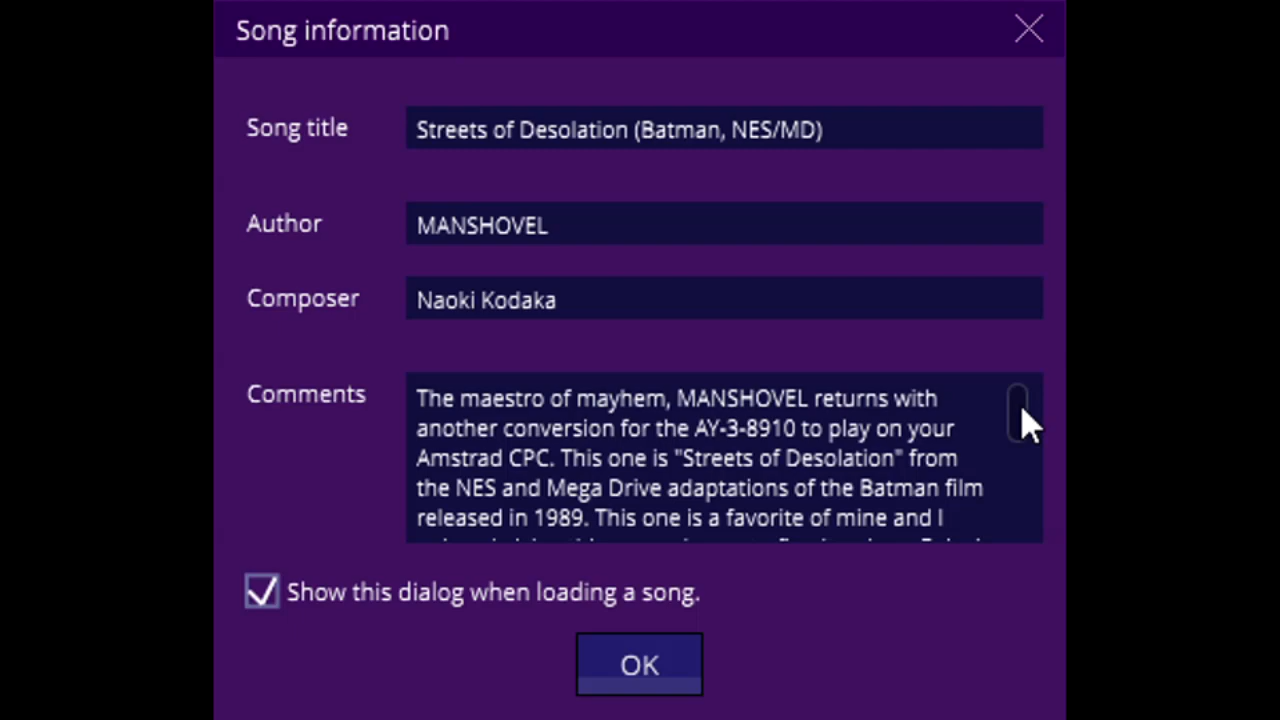 Song information
Song title
Streets of Desolation (Batman, NES/MD)
Author
MANSHOVEL
Composer
Naoki Kodaka
Comments
The maestro of mayhem, MANSHOVEL returns with
another conversion for the AY-3-8910 to play on your
Amstrad CPC. This one is "Streets of Desolation" from
the NES and Mega Drive adaptations of the Batman film
released in 1989. This one is a favorite of mine and I
Show this dialog when loading a song.
OK